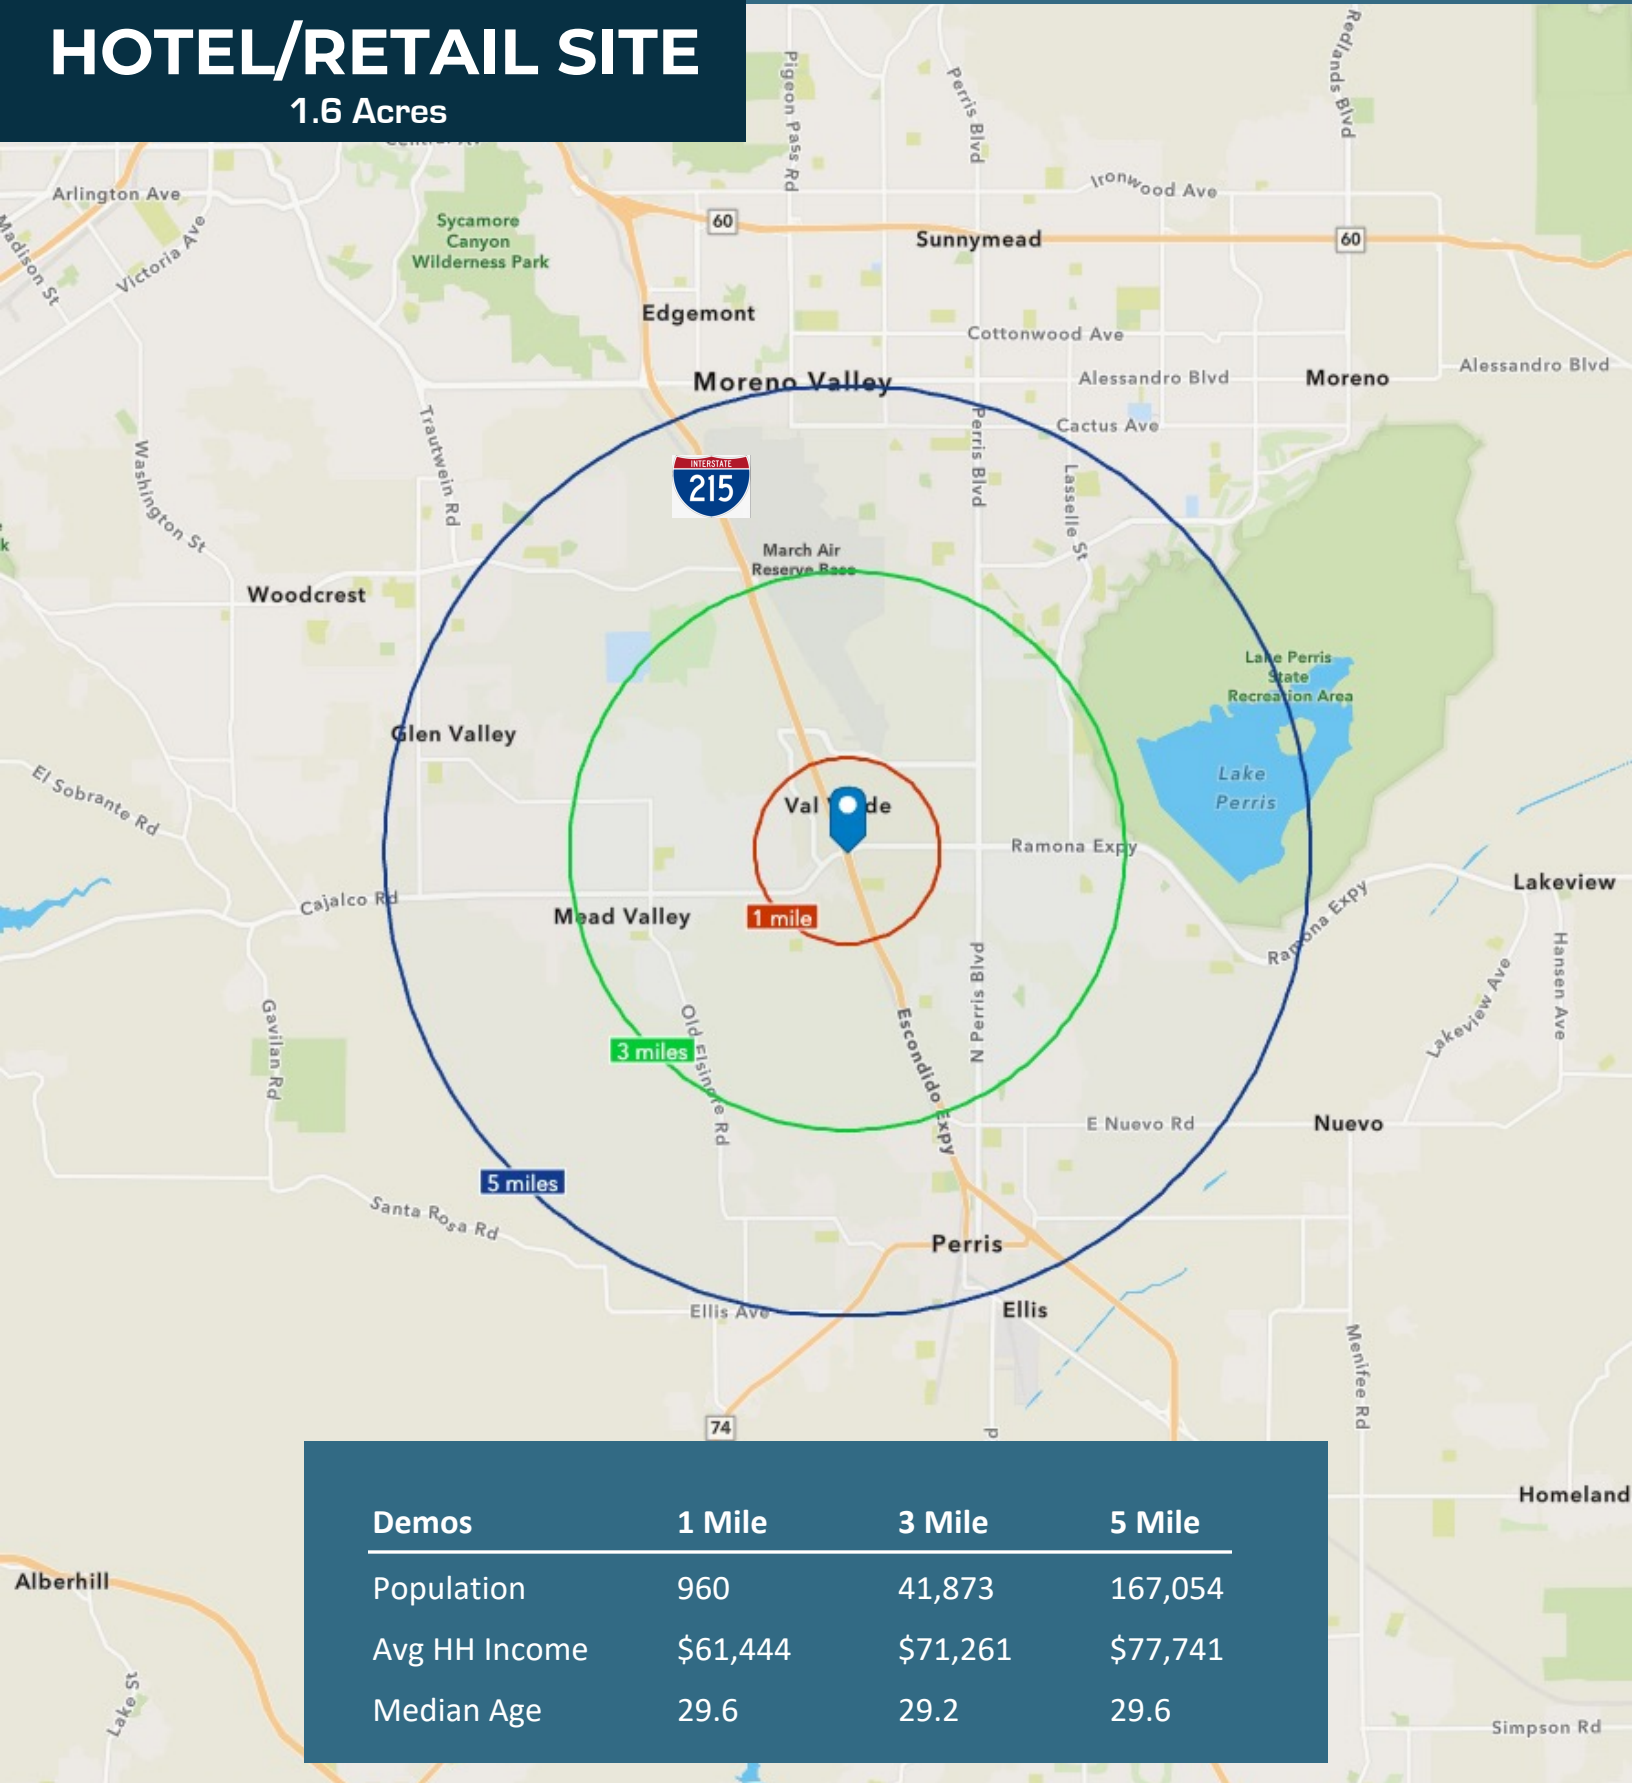 HOTEL/RETAIL SITE
1.6 Acres
Pigeon Pass Rd
Perris Blvd
Redlands Blvd
Arlington Ave
Madison St
Victoria Ave
Sycamore
Canyon
Wilderness Park
60
Ironwood Ave
Sunnymead
60
Edgemont
Cottonwood Ave
Moreno Valley
Alessandro Blvd
Moreno
Alessandro Blvd
Trautwein Rd
Perris Blvd
Cactus Ave
Washington St
INTERSTATE
215
Lasselle St
k
March Air
Reserve Base
Woodcrest
Lake Perris
State
Recreation Area
Glen Valley
El Sobrante Rd
Lake
Perris
Val
de
Ramona Expy
Cajalco Rd
Mead Valley
1 mile
Lakeview
Ramona Expy
Hansen Ave
Lakeview Ave
Gavilan Rd
Old Elsinore Rd
Escondido Expy
N Perris Blvd
3 miles
E Nuevo Rd
Nuevo
5 miles
Santa Rosa Rd
Perris
Ellis Ave
Ellis
Menifee Rd
74
P
Homeland
Demos 1 Mile 3 Mile 5 Mile
Population 960 41,873 167,054
Avg HH Income $61,444 $71,261 $77,741
Median Age 29.6 29.2 29.6
Alberhill
Lake St
Simpson Rd